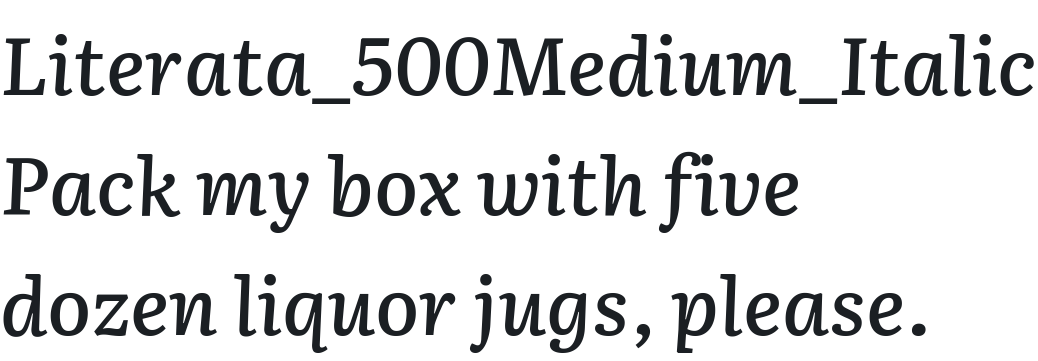 Literata_500Medium_Italic
Pack my box with five
dozen liquor jugs, please.